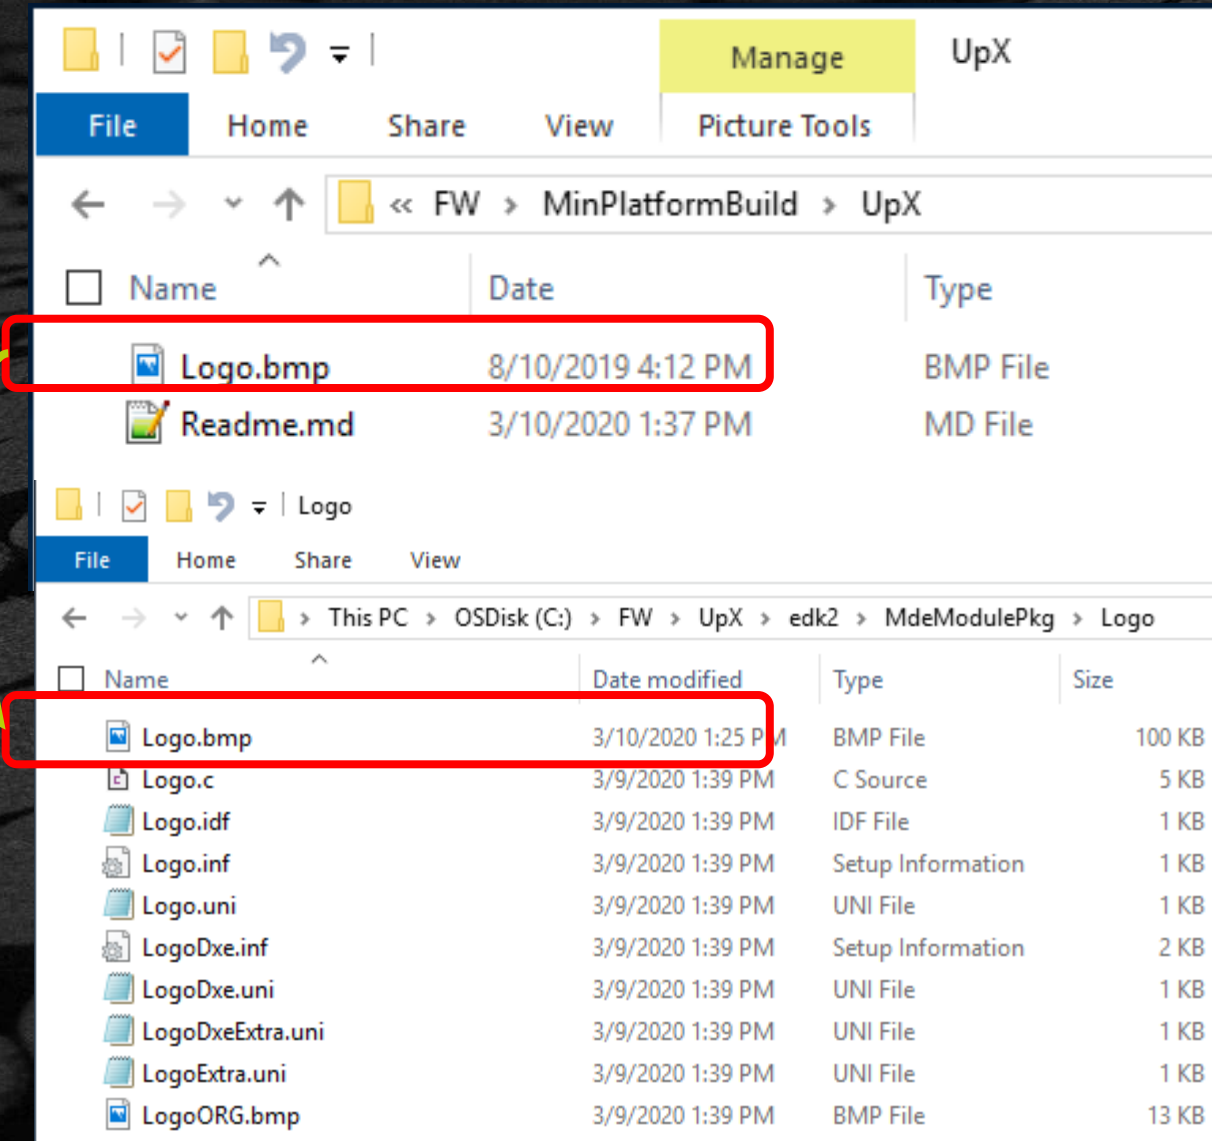 Manage UpX
File Home Share View Picture Tools
« FW > MinPlatformBuild > UpX
Name Date Type
Logo.bmp 8/10/2019 4:12 PM BMP File
Readme.md 3/10/2020 1:37 PM MD File
Logo
File Home Share View
> This PC > OSDisk (C:) > FW > UpX > edk2 > MdeModulePkg > Logo
Name Date modified Type Size
Logo.bmp 3/10/2020 1:25 PM BMP File 100 KB
Logo.c 3/9/2020 1:39 PM C Source 5 KB
Logo.idf 3/9/2020 1:39 PM IDF File 1 KB
Logo.inf 3/9/2020 1:39 PM Setup Information 1 KB
Logo.uni 3/9/2020 1:39 PM UNI File 1 KB
LogoDxe.inf 3/9/2020 1:39 PM Setup Information 2 KB
LogoDxe.uni 3/9/2020 1:39 PM UNI File 1 KB
LogoDxeExtra.uni 3/9/2020 1:39 PM UNI File 1 KB
LogoExtra.uni 3/9/2020 1:39 PM UNI File 1 KB
LogoORG.bmp 3/9/2020 1:39 PM BMP File 13 KB